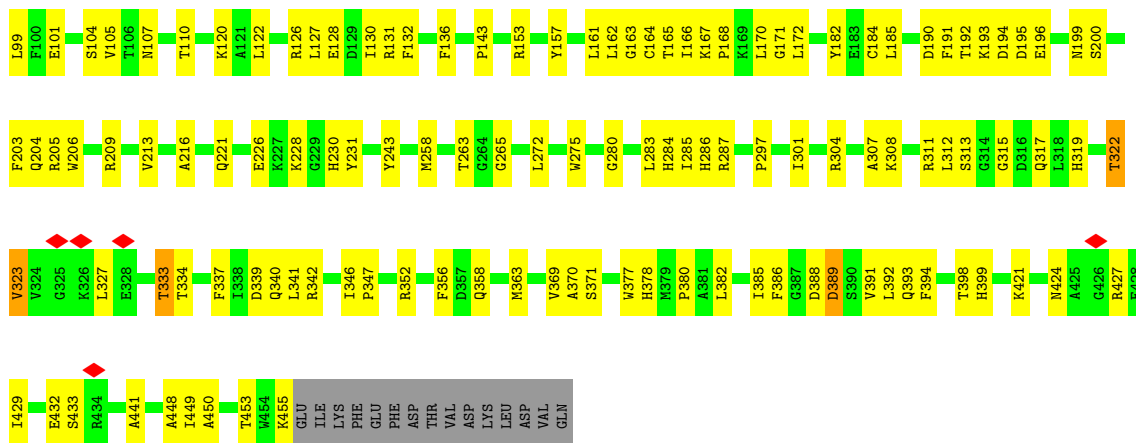 L99 F100 E101 S104 V105 T106 N107 T110 K120 A121 L122 R126 L127 E128 D129 I130 R131 F132 F136 P143 R153 Y157 L161 L162 G163 C164 T165 I166 K167 P168 K169 L170 G171 L172 Y182 E183 C184 L185 D190 F191 T192 K193 D194 D195 E196 N199 S200
F203 Q204 R205 W206 R209 V213 A216 Q221 E226 K227 K228 G229 H230 Y231 Y243 M258 T263 G264 G265 L272 W275 G280 L283 H284 I285 H286 R287 P297 I301 R304 A307 K308 R311 L312 S313 G314 G315 D316 Q317 L318 H319 T322
V323 V324 G325 K326 L327 E328 T333 T334 F337 I338 D339 Q340 L341 R342 I346 P347 R352 F356 D357 Q358 M363 V369 A370 S371 W377 H378 M379 P380 A381 L382 I385 F386 G387 D388 D389 S390 V391 L392 Q393 F394 T398 H399 K421 N424 A425 G426 R427 E428
I429 E432 S433 R434 A441 A448 I449 A450 T453 W454 K455 GLU ILE LYS PHE GLU PHE ASP THR VAL ASP LYS LEU ASP VAL GLN